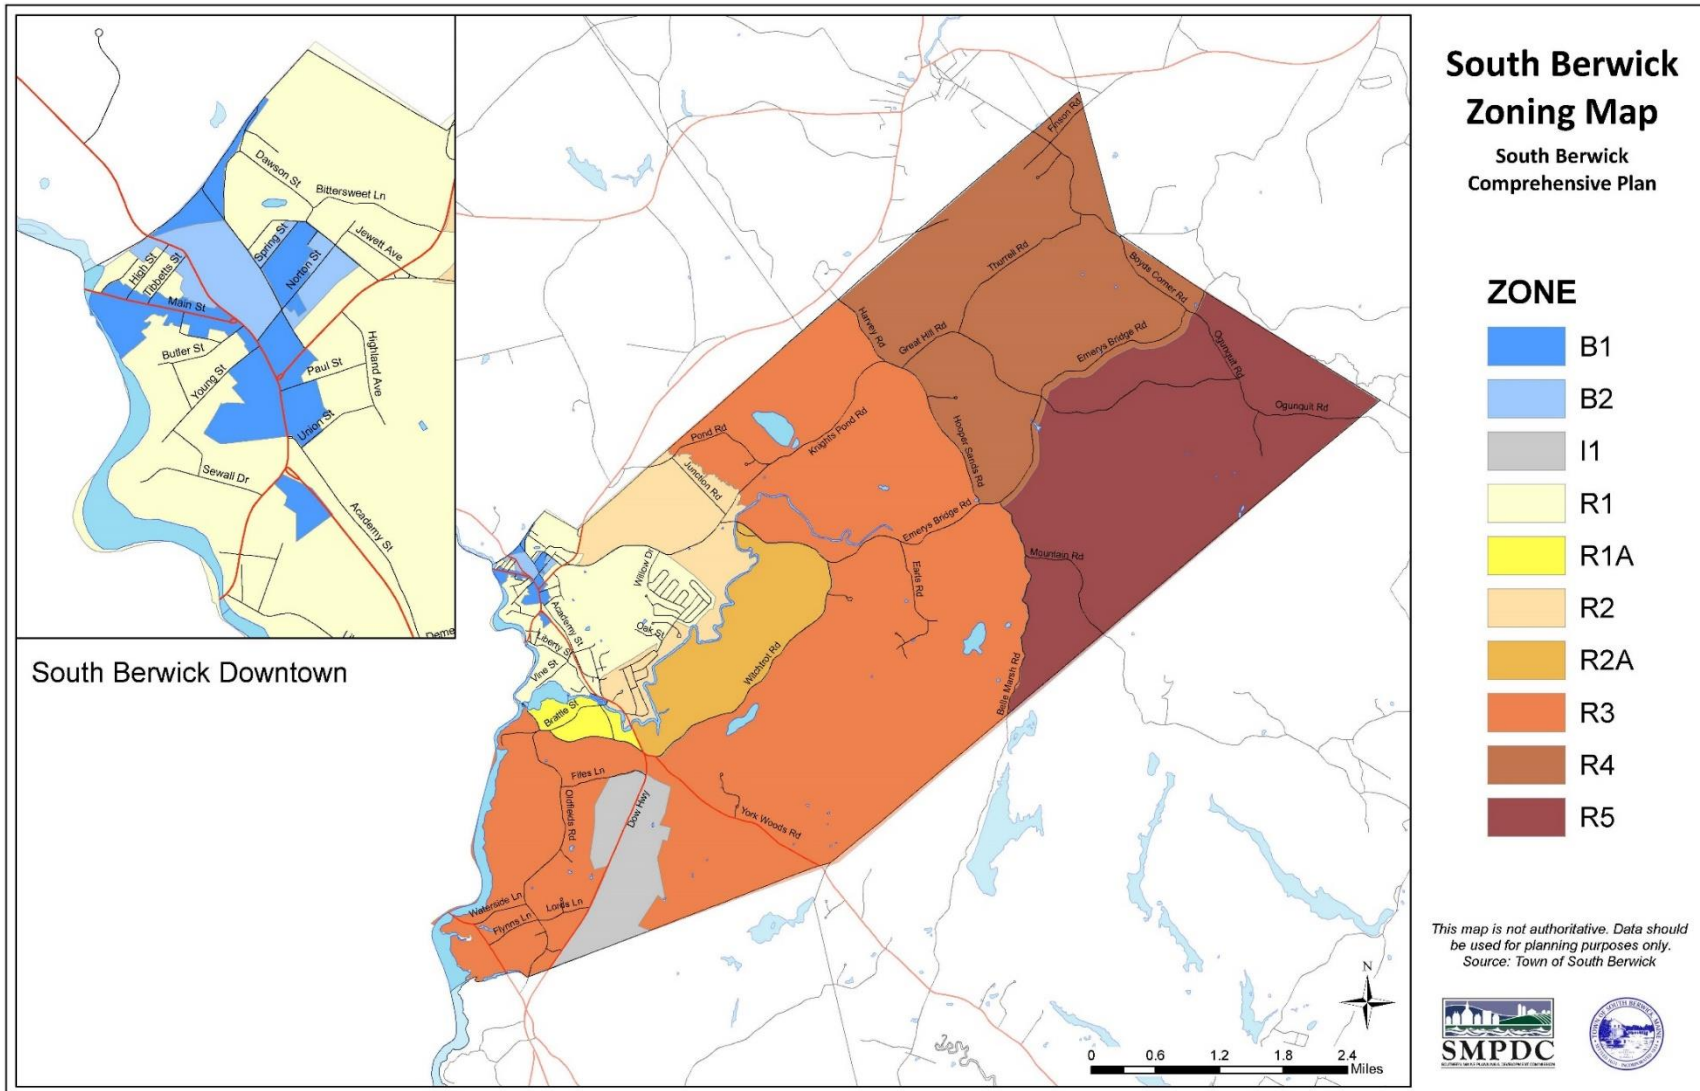 South Berwick
Zoning Map
South Berwick
Comprehensive Plan
ZONE
B1
B2
I1
R1
R1A
R2
R2A
R3
R4
R5
This map is not authoritative. Data should
be used for planning purposes only.
Source: Town of South Berwick
SMPDC
N
0 0.6 1.2 1.8 2.4
Miles
South Berwick Downtown
Dawson St
Bittersweet Ln
Spring St
Jewett Ave
Norton St
High St
Tibbetts St
Main St
Butler St
Young St
Paul St
Highland Ave
Union St
Sewall Dr
Academy St
Finson Rd
Thurrell Rd
Boyds Corner Rd
Harvey Rd
Great Hill Rd
Emerys Bridge Rd
Ogunquit Rd
Ogunquit Rd
Pond Rd
Knights Pond Rd
Hooper Sands Rd
Junction Rd
Emerys Bridge Rd
Mountain Rd
Willow Dr
Earls Rd
Academy St
Oak St
Liberty St
Vine St
Witchtrot Rd
Belle Marsh Rd
Brattle St
Fifes Ln
Oldfields Rd
Dow Hwy
York Woods Rd
Waterside Ln
Lords Ln
Flynns Ln